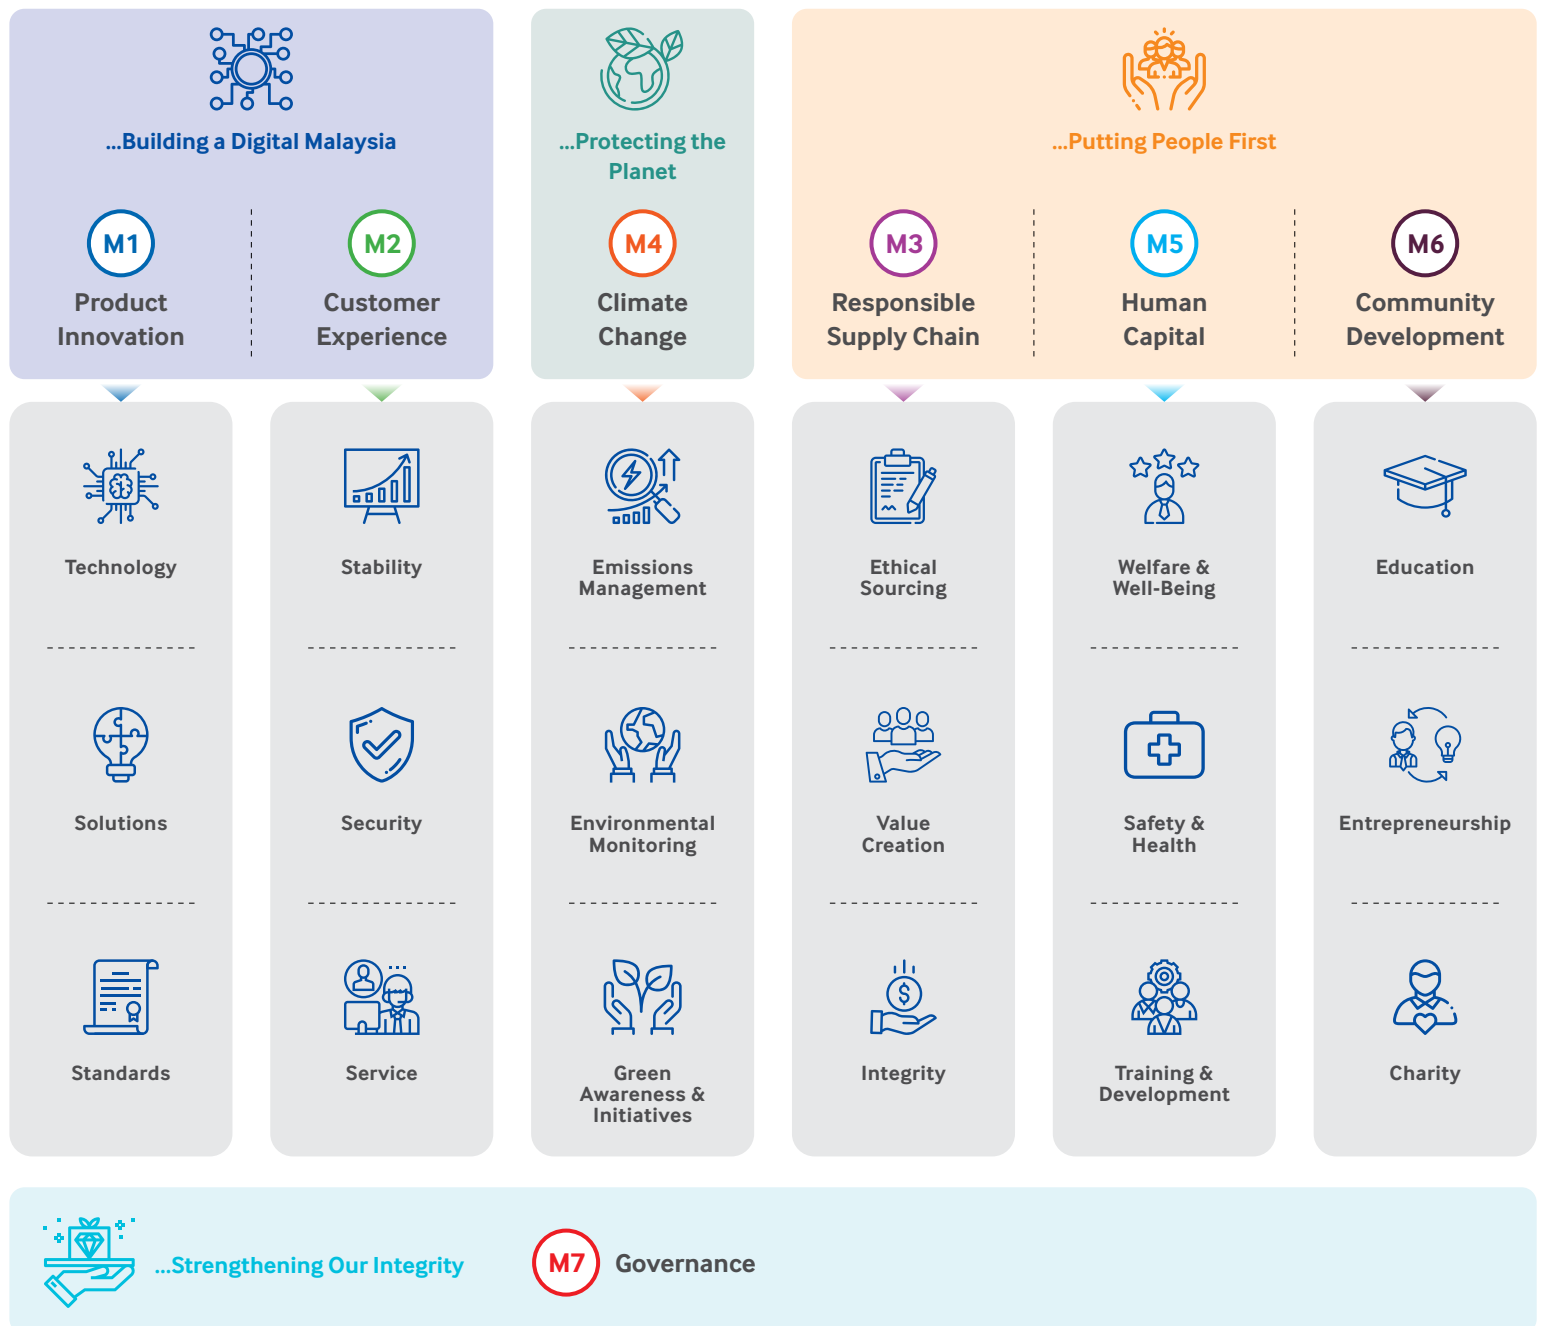 ...Building a Digital Malaysia
M1
Product
Innovation
M2
Customer
Experience
...Protecting the
Planet
M4
Climate
Change
...Putting People First
M3
Responsible
Supply Chain
M5
Human
Capital
M6
Community
Development
Technology
Solutions
Standards
Stability
Security
Service
Emissions
Management
Environmental
Monitoring
Green
Awareness &
Initiatives
Ethical
Sourcing
Value
Creation
$
Integrity
Welfare &
Well-Being
Safety &
Health
Training &
Development
Education
Entrepreneurship
Charity
...Strengthening Our Integrity
M7
Governance